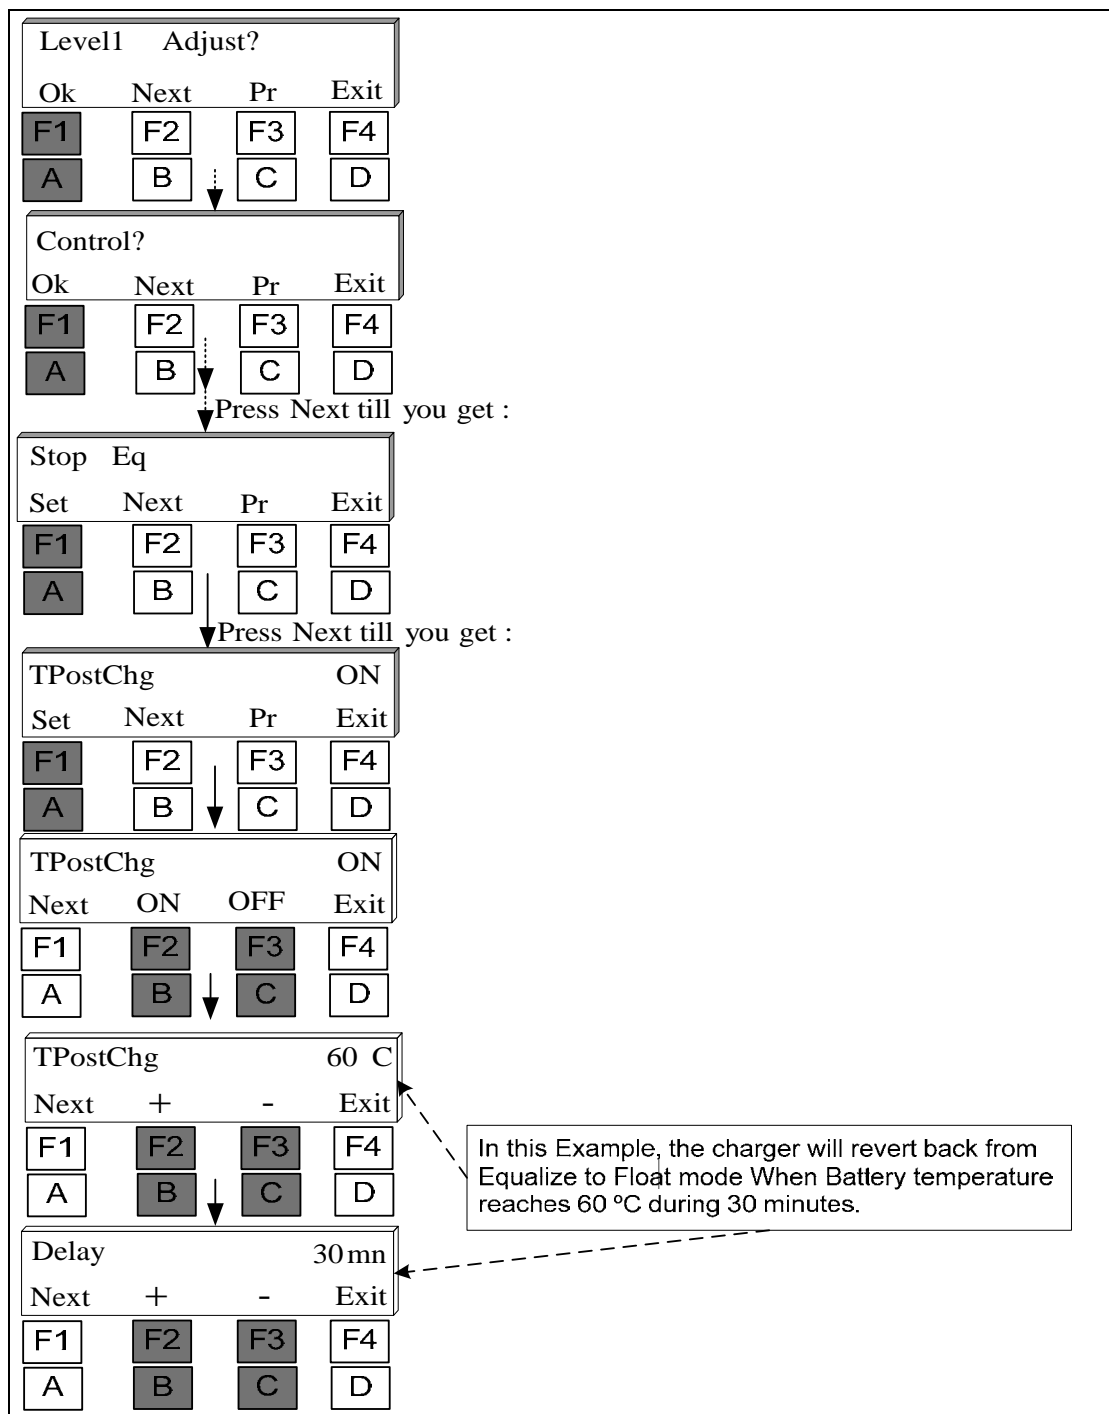 Level1 Adjust?
Ok Next Pr Exit
F1 F2 F3 F4
A B C D
Control?
Ok Next Pr Exit
F1 F2 F3 F4
A B C D
Press Next till you get :
Stop Eq
Set Next Pr Exit
F1 F2 F3 F4
A B C D
Press Next till you get :
TPostChg ON
Set Next Pr Exit
F1 F2 F3 F4
A B C D
TPostChg ON
Next ON OFF Exit
F1 F2 F3 F4
A B C D
TPostChg 60 C
Next + - Exit
F1 F2 F3 F4
A B C D
In this Example, the charger will revert back from
Equalize to Float mode When Battery temperature
reaches 60 ºC during 30 minutes.
Delay 30mn
Next + - Exit
F1 F2 F3 F4
A B C D